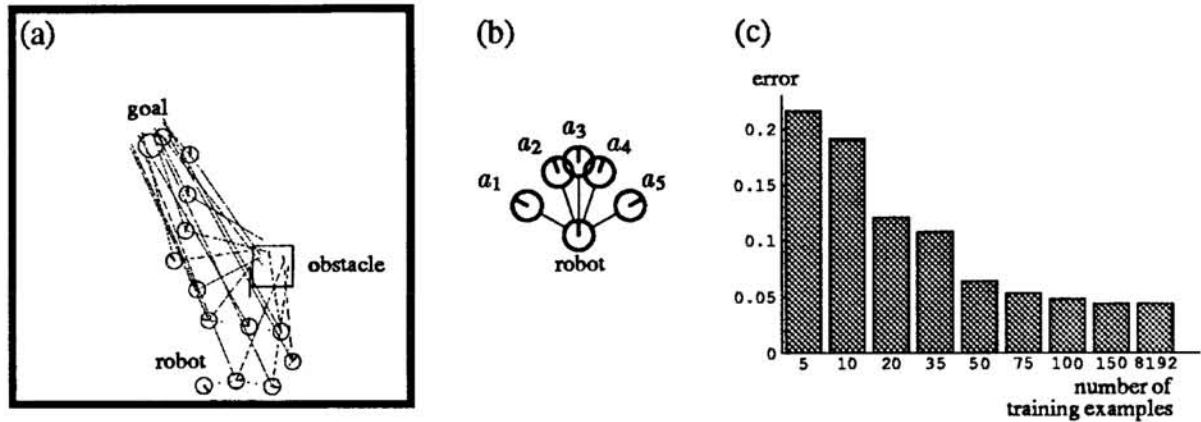 (a)
goal
obstacle
robot
(b)
a3
a2 a4
a1 a5
robot
(c)
error
0.2
0.15
0.1
0.05
0
5 10 20 35 50 75 100 150 8192
number of
training examples